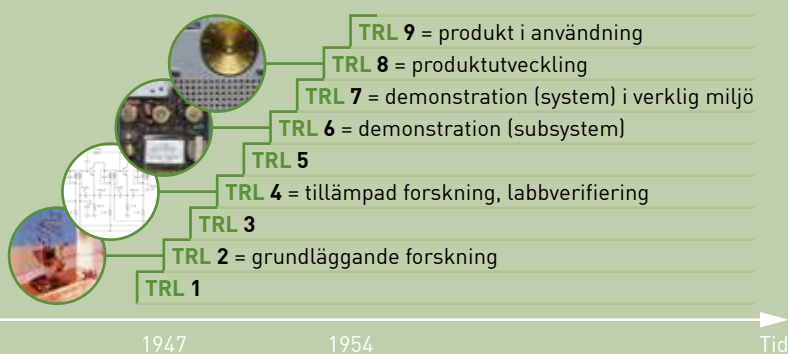 TRL 9 = produkt i användning
TRL 8 = produktutveckling
TRL 7 = demonstration (system) i verklig miljö
TRL 6 = demonstration (subsystem)
TRL 5
TRL 4 = tillämpad forskning, labbverifiering
TRL 3
TRL 2 = grundläggande forskning
TRL 1
1947 1954 Tid